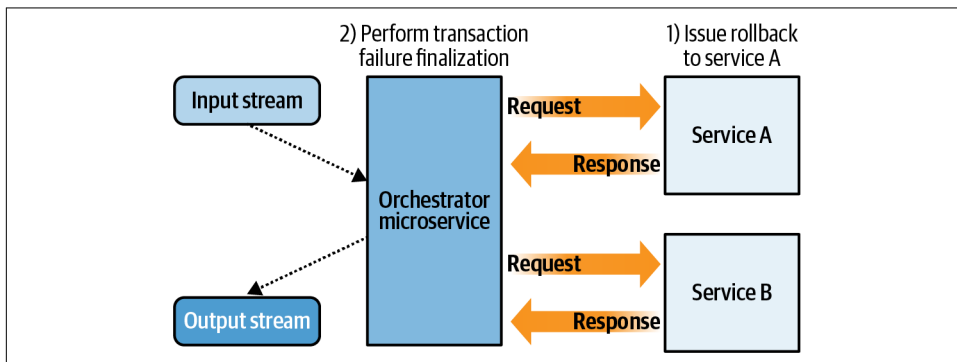 2) Perform transaction
failure finalization
1) Issue rollback
to service A
Input stream
Request
Service A
Response
Orchestrator
microservice
Request
Service B
Response
Output stream